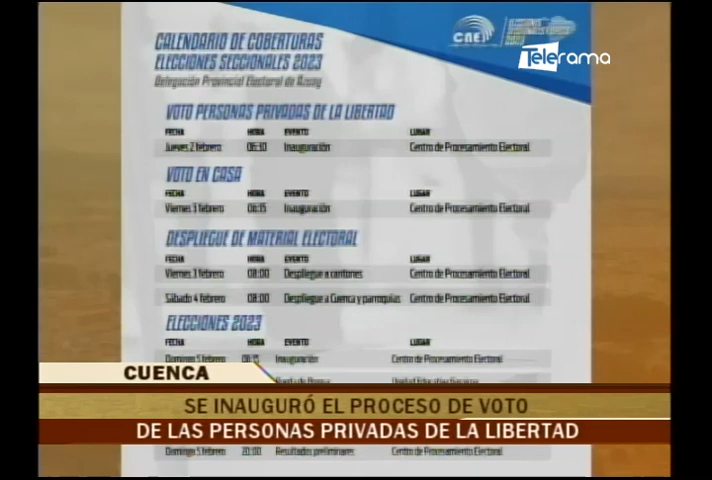 CALENDARIO DE COBERTURAS
ELECCIONES SECCIONALES 2023
Delegación Provincial Electoral de Azuay
CNE
Telerama
VOTO PERSONAS PRIVADAS DE LA LIBERTAD
FECHA HORA EVENTO LUGAR
Jueves 2 febrero 06:30 Inauguración Centro de Procesamiento Electoral
VOTO EN CASA
FECHA HORA EVENTO LUGAR
Viernes 3 febrero 06:15 Inauguración Centro de Procesamiento Electoral
DESPLIEGUE DE MATERIAL ELECTORAL
FECHA HORA EVENTO LUGAR
Viernes 3 febrero 08:00 Despliegue a cantones Centro de Procesamiento Electoral
Sábado 4 febrero 08:00 Despliegue a Cuenca y parroquias Centro de Procesamiento Electoral
ELECCIONES 2023
FECHA HORA EVENTO LUGAR
Domingo 5 febrero 06:15 Inauguración Centro de Procesamiento Electoral
CUENCA
SE INAUGURÓ EL PROCESO DE VOTO
DE LAS PERSONAS PRIVADAS DE LA LIBERTAD
Domingo 5 febrero 20:00 Resultados preliminares Centro de Procesamiento Electoral